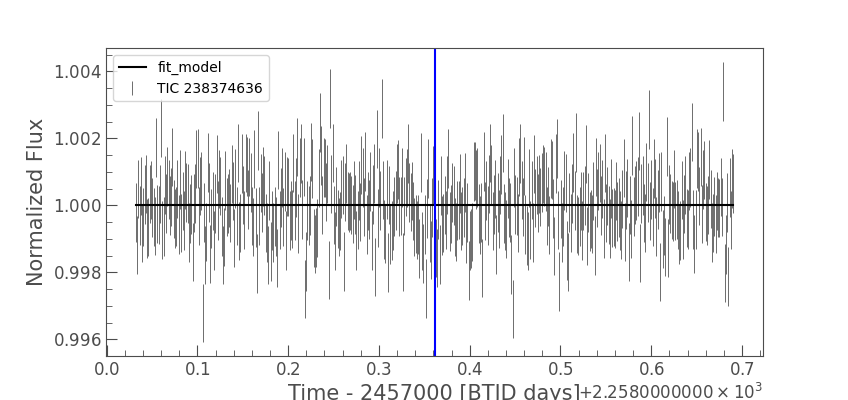 fit_model
TIC 238374636
Normalized Flux
1.004
1.002
1.000
0.998
0.996
0.0 0.1 0.2 0.3 0.4 0.5 0.6 0.7
Time - 2457000 [BTJD days]
+2.2580000000 × 10³